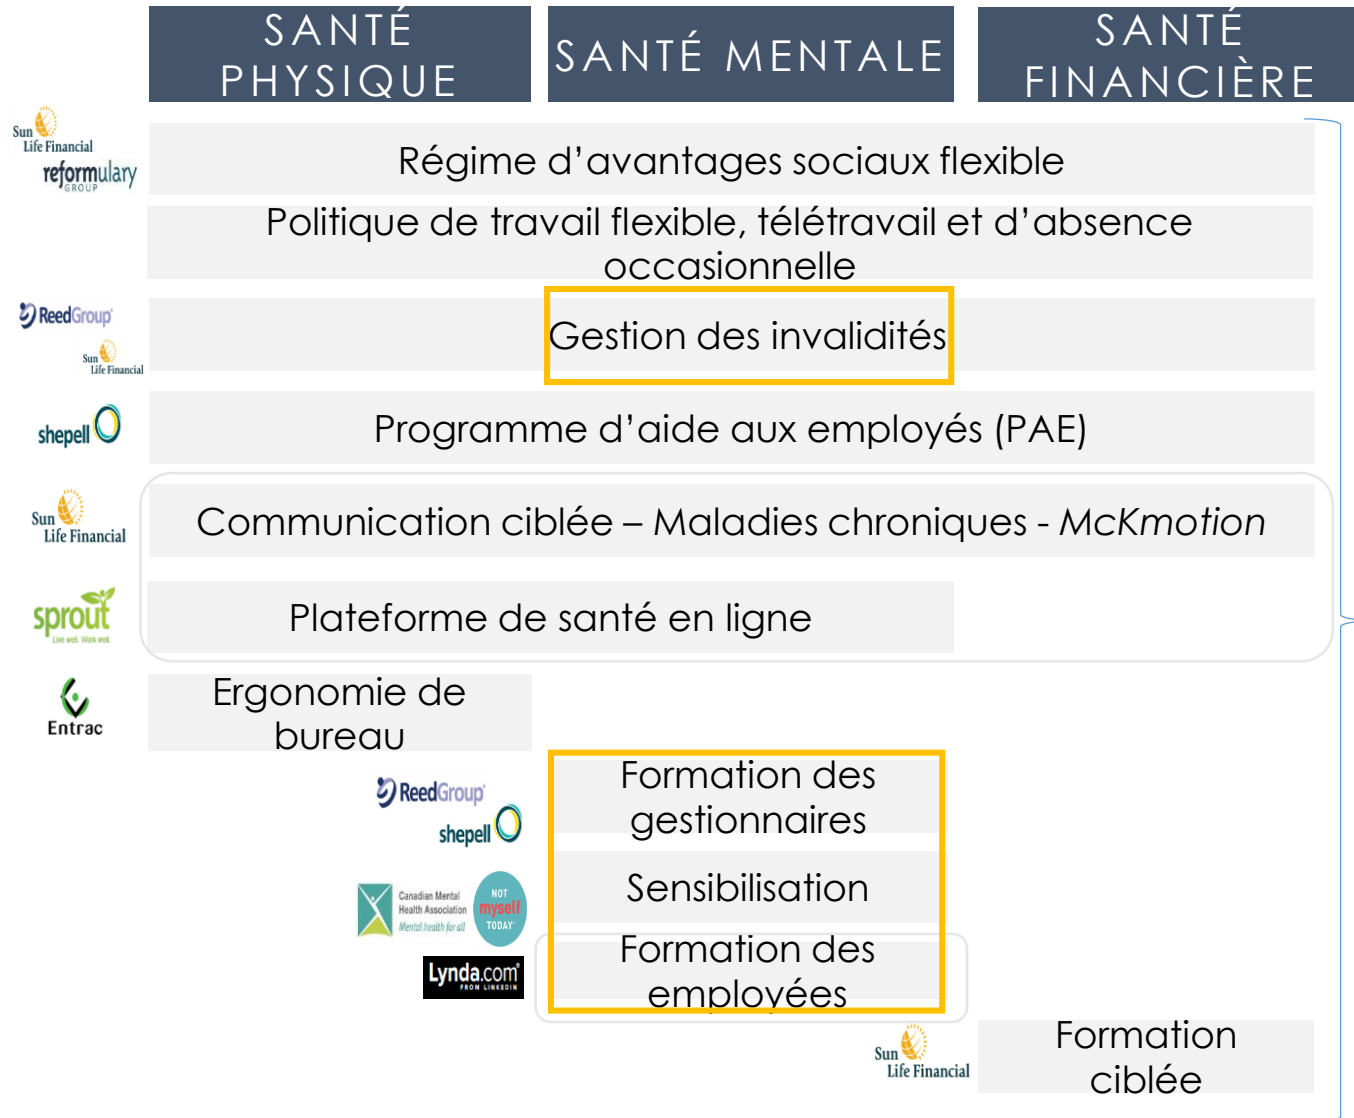 SANTÉ
PHYSIQUE
SANTÉ MENTALE
SANTÉ
FINANCIÈRE
Sun
Life Financial
reformulary
GROUP
Régime d’avantages sociaux flexible
Politique de travail flexible, télétravail et d’absence
occasionnelle
ReedGroup
Sun
Life Financial
Gestion des invalidités
shepell
Programme d’aide aux employés (PAE)
Sun
Life Financial
Communication ciblée – Maladies chroniques - McKmotion
sprout
Live well. Work well.
Plateforme de santé en ligne
Entrac
Ergonomie de
bureau
ReedGroup
shepell
Formation des
gestionnaires
Canadian Mental
Health Association
Mental health for all
NOT
myself
TODAY
Sensibilisation
Lynda.com
FROM LINKEDIN
Formation des
employées
Sun
Life Financial
Formation
ciblée